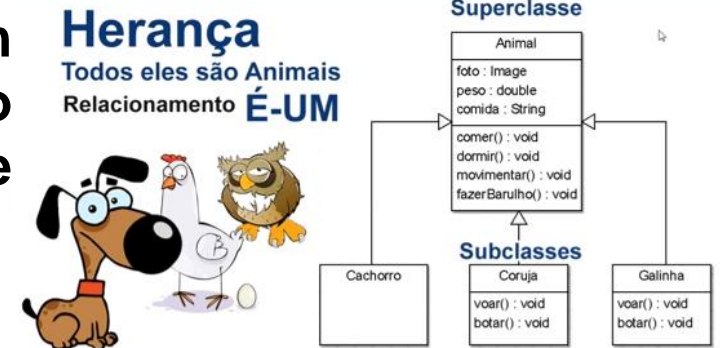 n
o
e
Herança
Todos eles são Animais
Relacionamento É-UM
Superclasse
Animal
foto : Image
peso : double
comida : String
comer() : void
dormir() : void
movimentar() : void
fazerBarulho() : void
Subclasses
Cachorro
Coruja
voar() : void
botar() : void
Galinha
voar() : void
botar() : void